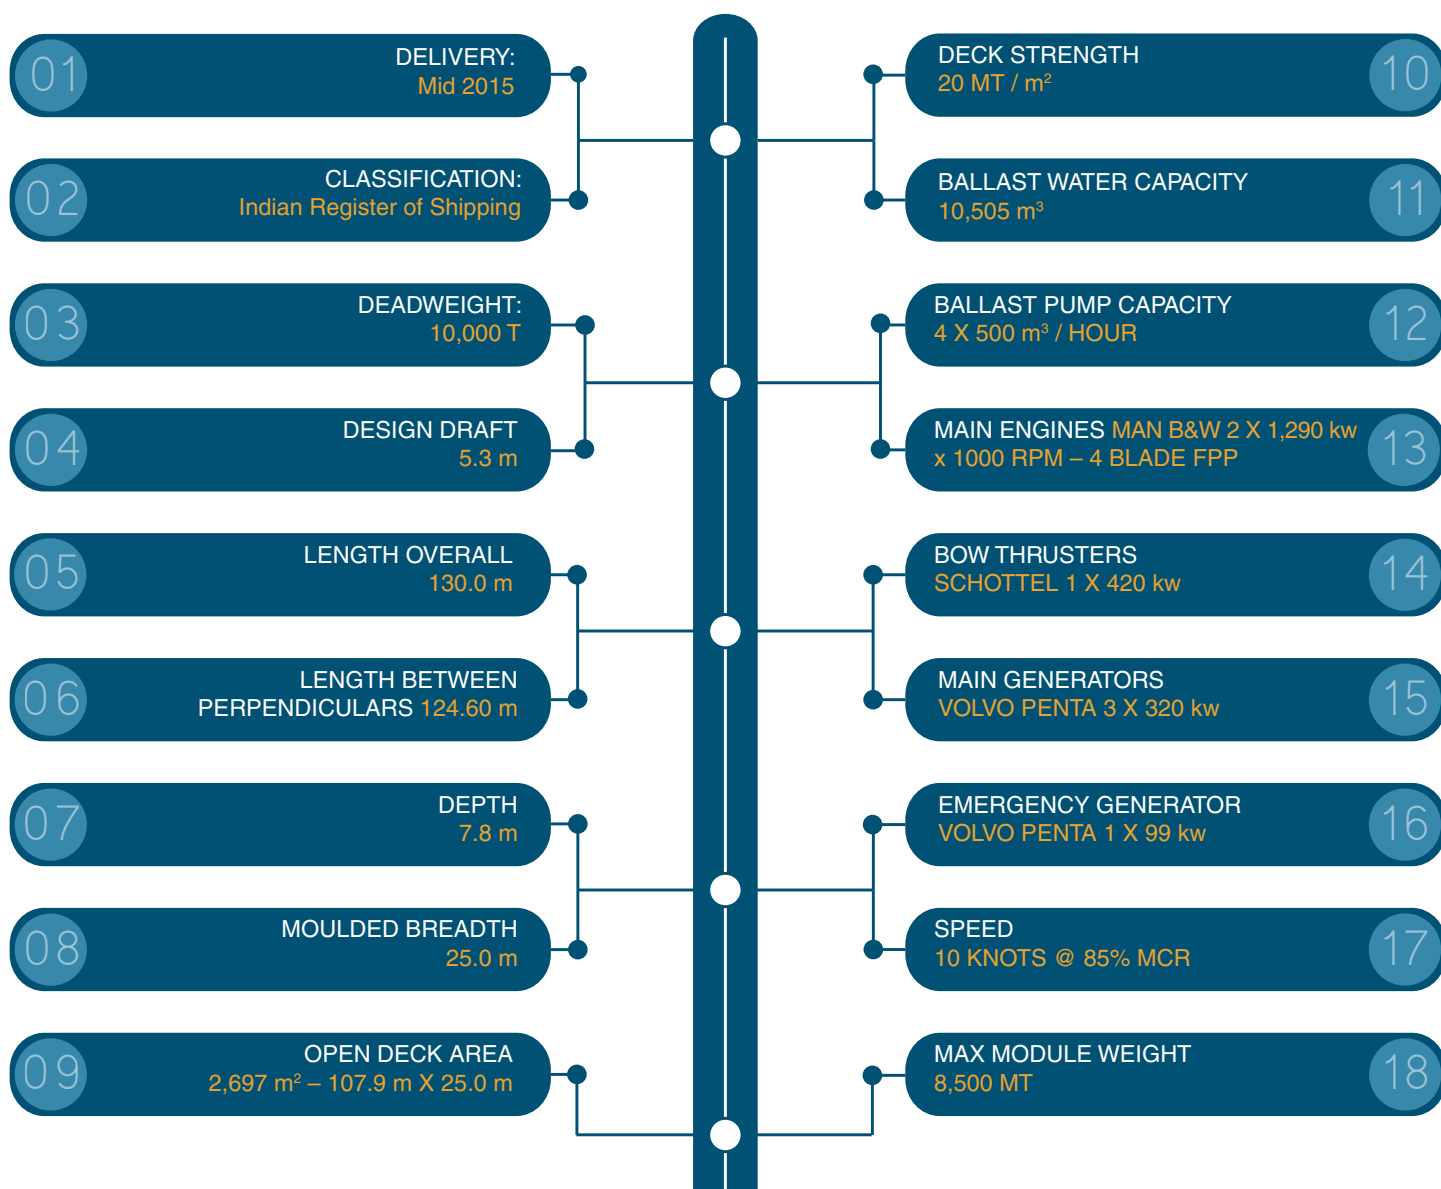 01
DELIVERY:
Mid 2015
02
CLASSIFICATION:
Indian Register of Shipping
03
DEADWEIGHT:
10,000 T
04
DESIGN DRAFT
5.3 m
05
LENGTH OVERALL
130.0 m
06
LENGTH BETWEEN
PERPENDICULARS 124.60 m
07
DEPTH
7.8 m
08
MOULDED BREADTH
25.0 m
09
OPEN DECK AREA
2,697 m² – 107.9 m X 25.0 m
DECK STRENGTH
20 MT / m²
10
BALLAST WATER CAPACITY
10,505 m³
11
BALLAST PUMP CAPACITY
4 X 500 m³ / HOUR
12
MAIN ENGINES MAN B&W 2 X 1,290 kw
x 1000 RPM – 4 BLADE FPP
13
BOW THRUSTERS
SCHOTTEL 1 X 420 kw
14
MAIN GENERATORS
VOLVO PENTA 3 X 320 kw
15
EMERGENCY GENERATOR
VOLVO PENTA 1 X 99 kw
16
SPEED
10 KNOTS @ 85% MCR
17
MAX MODULE WEIGHT
8,500 MT
18